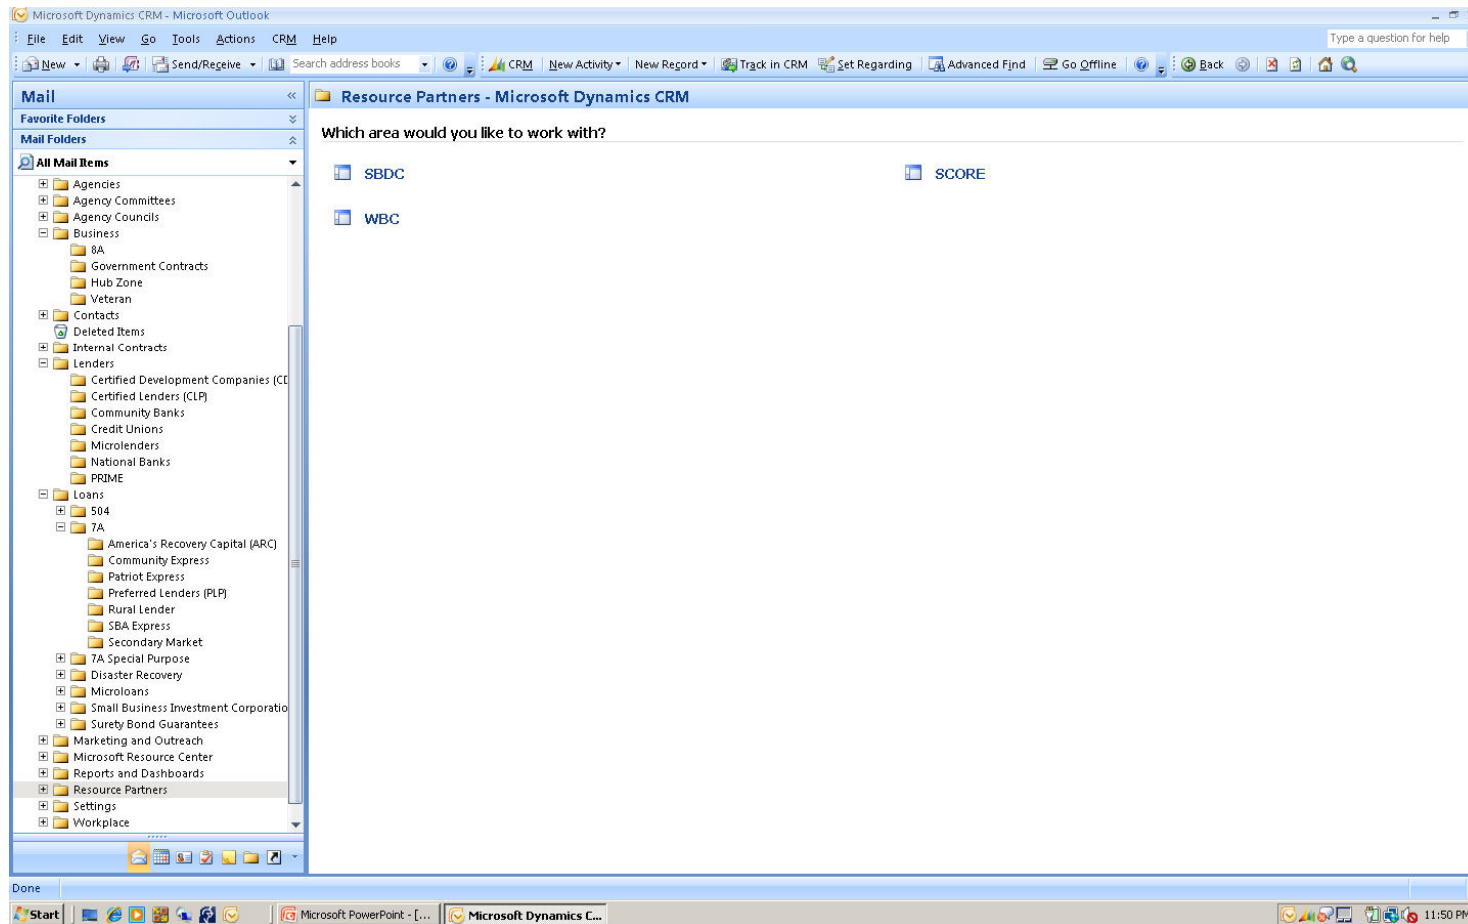 Microsoft Dynamics CRM - Microsoft Outlook
File Edit View Go Tools Actions CRM Help
Type a question for help
New Send/Receive Search address books CRM New Activity New Record Track in CRM Set Regarding Advanced Find Go Offline Back
Mail
Resource Partners - Microsoft Dynamics CRM
Favorite Folders
Mail Folders
Which area would you like to work with?
All Mail Items
SBDC
SCORE
WBC
Agencies
Agency Committees
Agency Councils
Business
8A
Government Contracts
Hub Zone
Veteran
Contacts
Deleted Items
Internal Contracts
Lenders
Certified Development Companies (CD
Certified Lenders (CLP)
Community Banks
Credit Unions
Microlenders
National Banks
PRIME
Loans
504
7A
America's Recovery Capital (ARC)
Community Express
Patriot Express
Preferred Lenders (PLP)
Rural Lender
SBA Express
Secondary Market
7A Special Purpose
Disaster Recovery
Microloans
Small Business Investment Corporatio
Surety Bond Guarantees
Marketing and Outreach
Microsoft Resource Center
Reports and Dashboards
Resource Partners
Settings
Workplace
Done
Start Microsoft PowerPoint - [... Microsoft Dynamics C... 11:50 PM